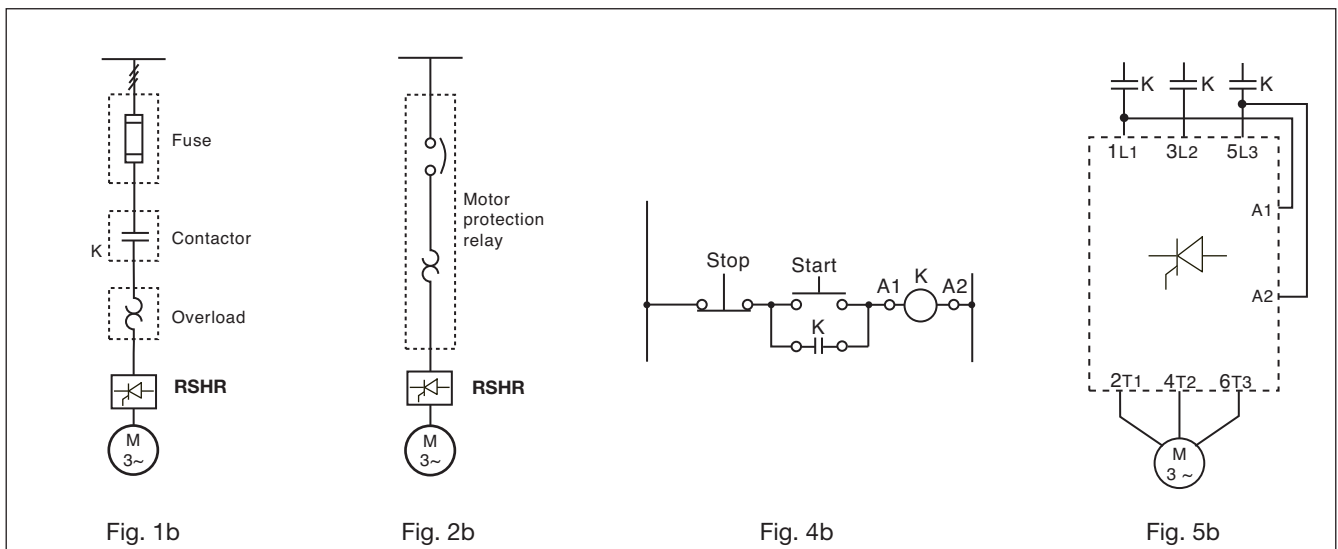 Fuse
K
Contactor
Overload
RSHR
M
3~
Fig. 1b
Motor
protection
relay
RSHR
M
3~
Fig. 2b
Stop
Start
A1 K A2
K
Fig. 4b
K K K
1L1 3L2 5L3
A1
A2
2T1 4T2 6T3
M
3 ~
Fig. 5b